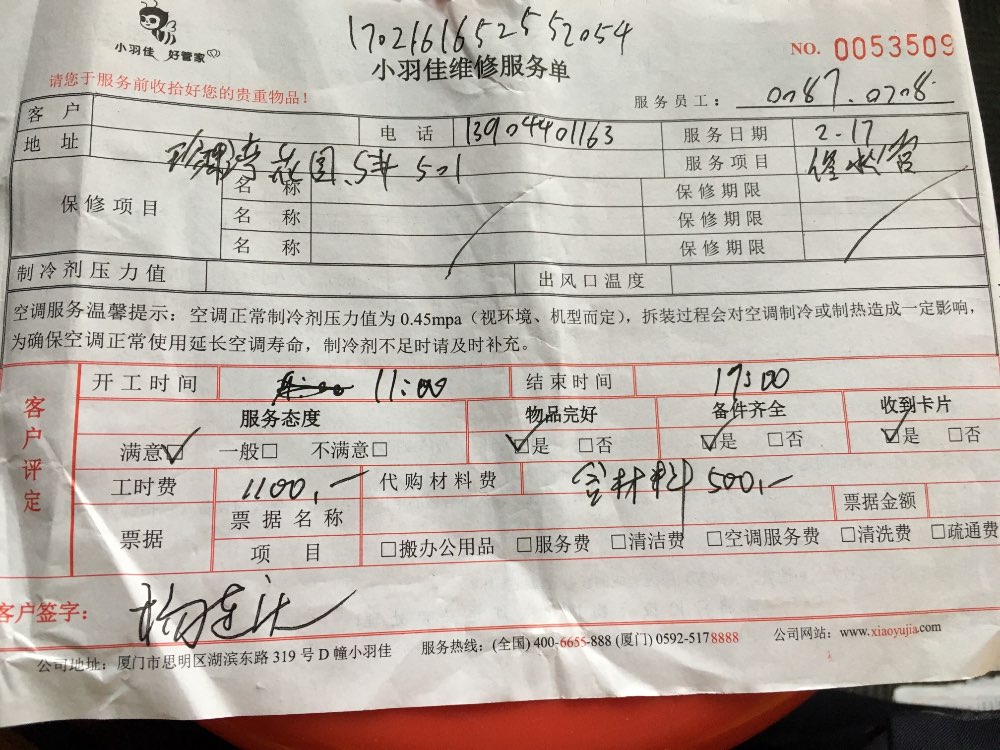 1702161652552054
小羽佳 好管家
小羽佳维修服务单
NO. 0053509
请您于服务前收拾好您的贵重物品！
服务员工： 0087.0708.
客 户 电 话 13904401163 服务日期 2.17
地 址 花园 5# 501 服务项目 修水管
保修项目 名 称 保修期限
名 称 保修期限
名 称 保修期限
制冷剂压力值 出风口温度
空调服务温馨提示：空调正常制冷剂压力值为 0.45mpa（视环境、机型而定），拆装过程会对空调制冷或制热造成一定影响，
为确保空调正常使用延长空调寿命，制冷剂不足时请及时补充。
客户评定
开工时间 11:00 结束时间 17:00
服务态度 物品完好 备件齐全 收到卡片
满意☑ 一般□ 不满意□ ☑是 □否 ☑是 □否 ☑是 □否
工时费 1100,- 代购材料费 含材料 500,-
票据 票据名称 票据金额
项 目 □搬办公用品 □服务费 □清洁费 □空调服务费 □清洗费 □疏通费
客户签字：
公司地址：厦门市思明区湖滨东路 319 号 D 幢小羽佳 服务热线：(全国) 400-6655-888 (厦门) 0592-5178888 公司网站：www.xiaoyujia.com